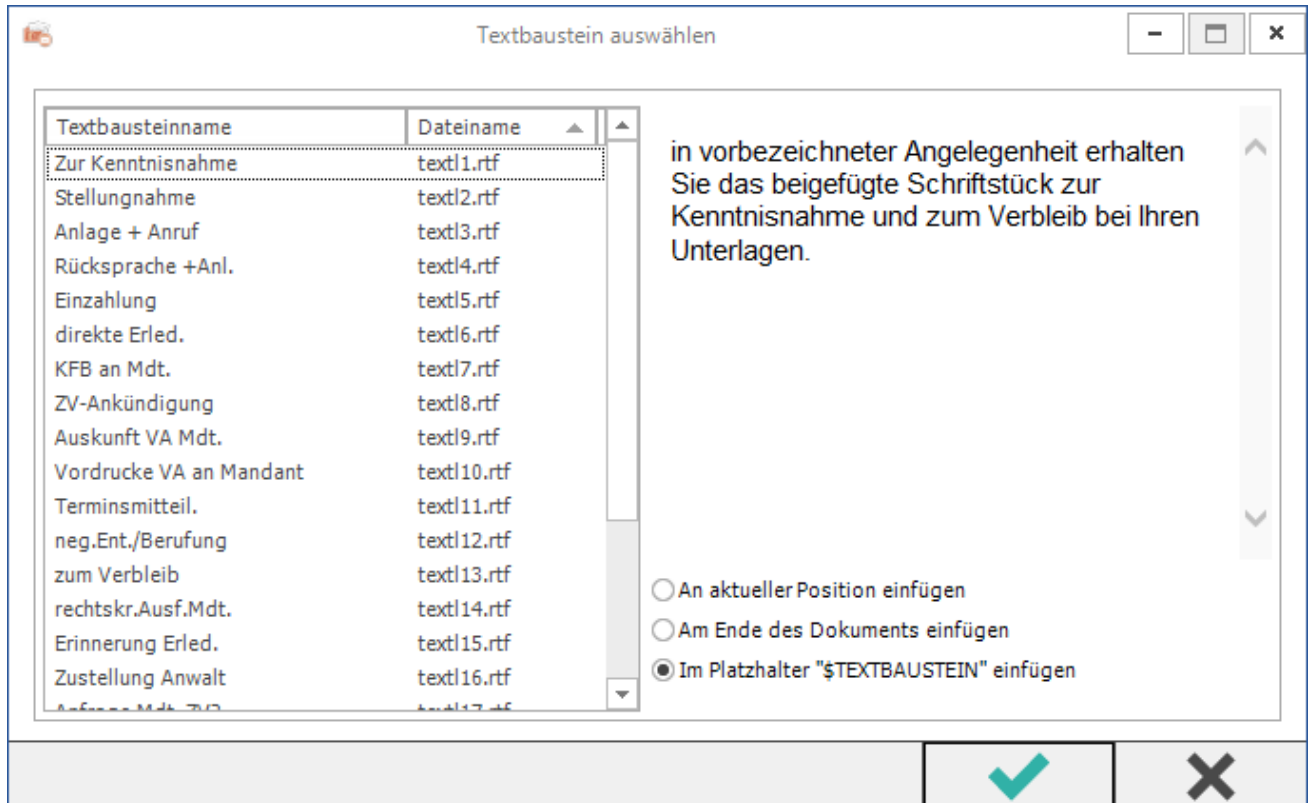 Textbaustein auswählen
Textbausteinname Dateiname
Zur Kenntnisnahme textl1.rtf
Stellungnahme textl2.rtf
Anlage + Anruf textl3.rtf
Rücksprache +Anl. textl4.rtf
Einzahlung textl5.rtf
direkte Erled. textl6.rtf
KFB an Mdt. textl7.rtf
ZV-Ankündigung textl8.rtf
Auskunft VA Mdt. textl9.rtf
Vordrucke VA an Mandant textl10.rtf
Terminsmitteil. textl11.rtf
neg.Ent./Berufung textl12.rtf
zum Verbleib textl13.rtf
rechtskr.Ausf.Mdt. textl14.rtf
Erinnerung Erled. textl15.rtf
Zustellung Anwalt textl16.rtf
Anfrage Mdt. ZV? textl17.rtf
in vorbezeichneter Angelegenheit erhalten
Sie das beigefügte Schriftstück zur
Kenntnisnahme und zum Verbleib bei Ihren
Unterlagen.
An aktueller Position einfügen
Am Ende des Dokuments einfügen
Im Platzhalter "$TEXTBAUSTEIN" einfügen